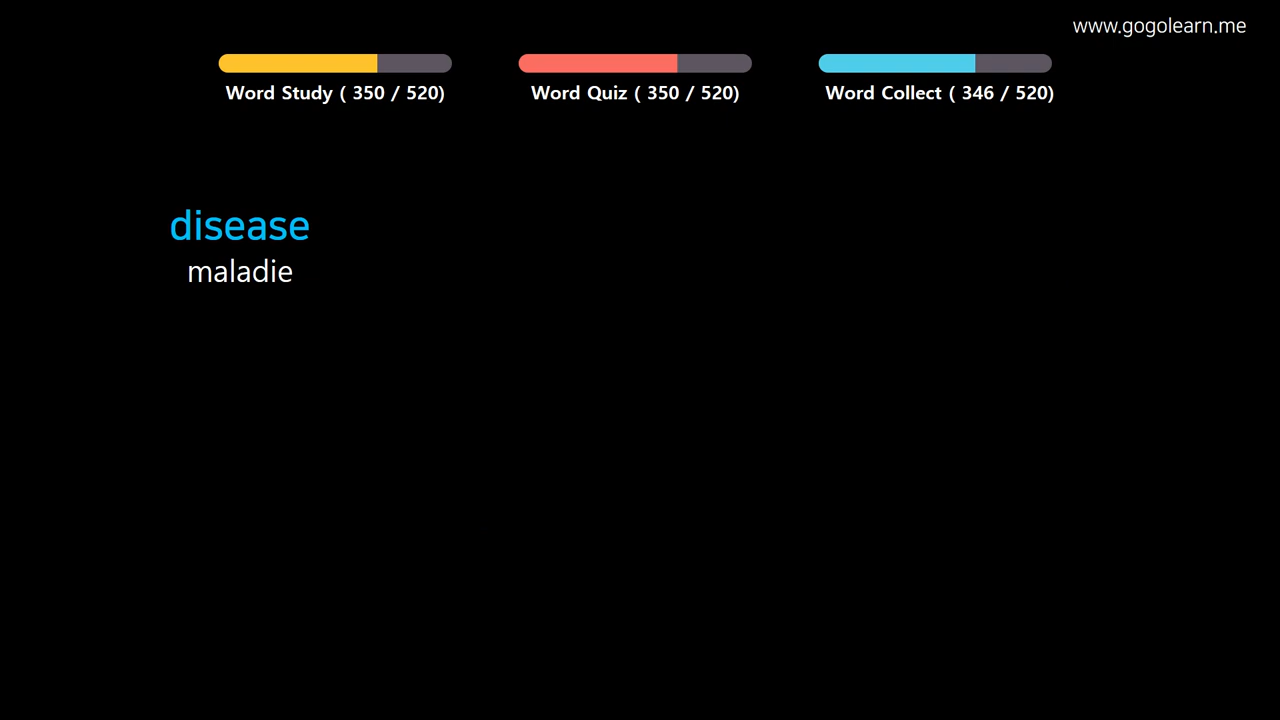 www.gogolearn.me
Word Study ( 350 / 520)
Word Quiz ( 350 / 520)
Word Collect ( 346 / 520)
disease
maladie